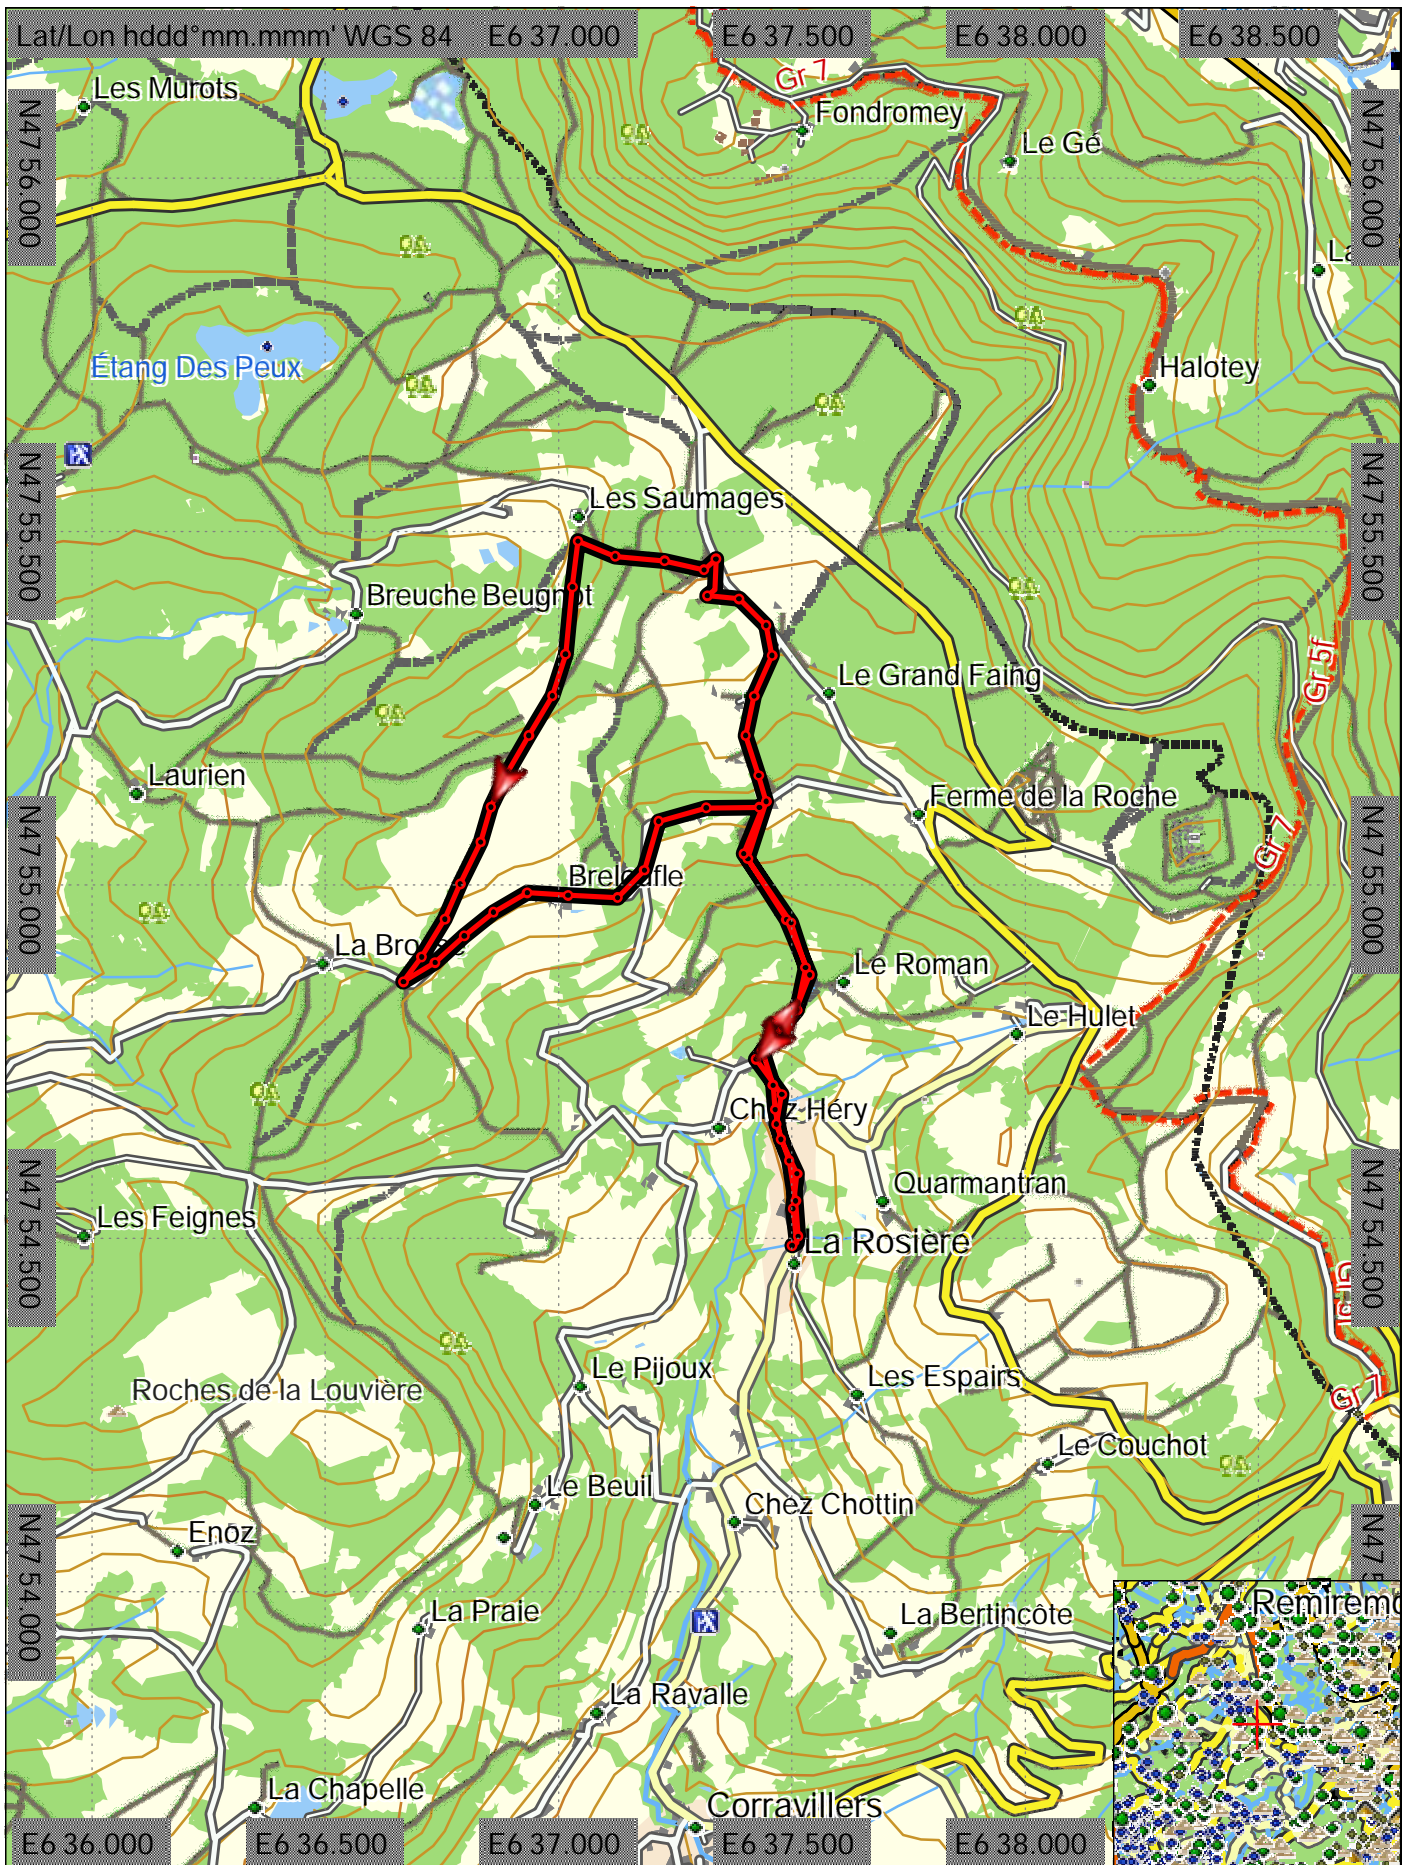 Lat/Lon hddd°mm.mmm' WGS 84
E6 37.000
E6 37.500
E6 38.000
E6 38.500
Gr 7
Les Murots
Fondromey
Le Gé
N47 56.000
N47 56.000
La
Étang Des Peux
Halotey
Les Saumages
N47 55.500
N47 55.500
Breuche Beugnot
Le Grand Faing
Gr 5f
Laurien
Ferme de la Roche
Gr 7
N47 55.000
N47 55.000
La Bro
Le Roman
Le Hulet
Chez Héry
Quarmantran
Les Feignes
La Rosière
N47 54.500
N47 54.500
Le Pijoux
Les Espairs
Roches de la Louvière
Gr 7
Le Couchot
Le Beuil
Chez Chottin
Enoz
N47 54.000
N47 5
La Praie
La Bertincôte
Remiremo
La Ravalle
La Chapelle
Corravillers
E6 36.000
E6 36.500
E6 37.000
E6 37.500
E6 38.000